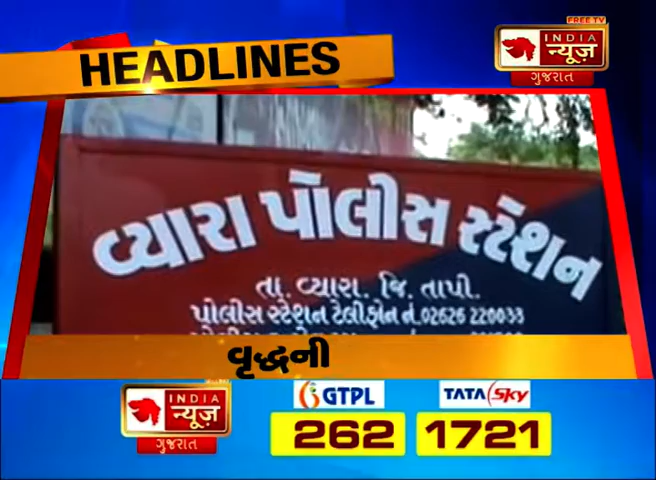 FREE TV
HEADLINES
INDIA
न्यूज़
ગુજરાત
વ્યારા પોલીસ સ્ટેશન
તા. વ્યારા. જિ. તાપી.
પોલીસ સ્ટેશન ટેલીફોન નં.02626 220033
વૃદ્ધની
INDIA
न्यूज़
ગુજરાત
GTPL
TATA Sky
262
1721